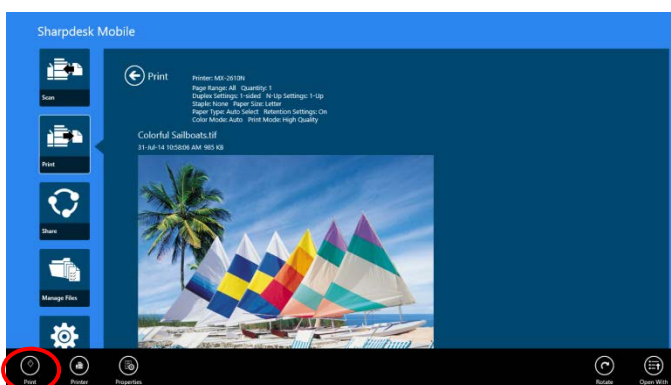 Sharpdesk Mobile
Scan
Print
Share
Manage Files
Print
Printer: MX-2610N
Page Range: All Quantity: 1
Duplex Settings: 1-sided N-Up Settings: 1-Up
Staple: None Paper Size: Letter
Paper Type: Auto Select Retention Settings: On
Color Mode: Auto Print Mode: High Quality
Colorful Sailboats.tif
31-Jul-14 10:58:06 AM 985 KB
Print
Printer
Properties
Rotate
Open With